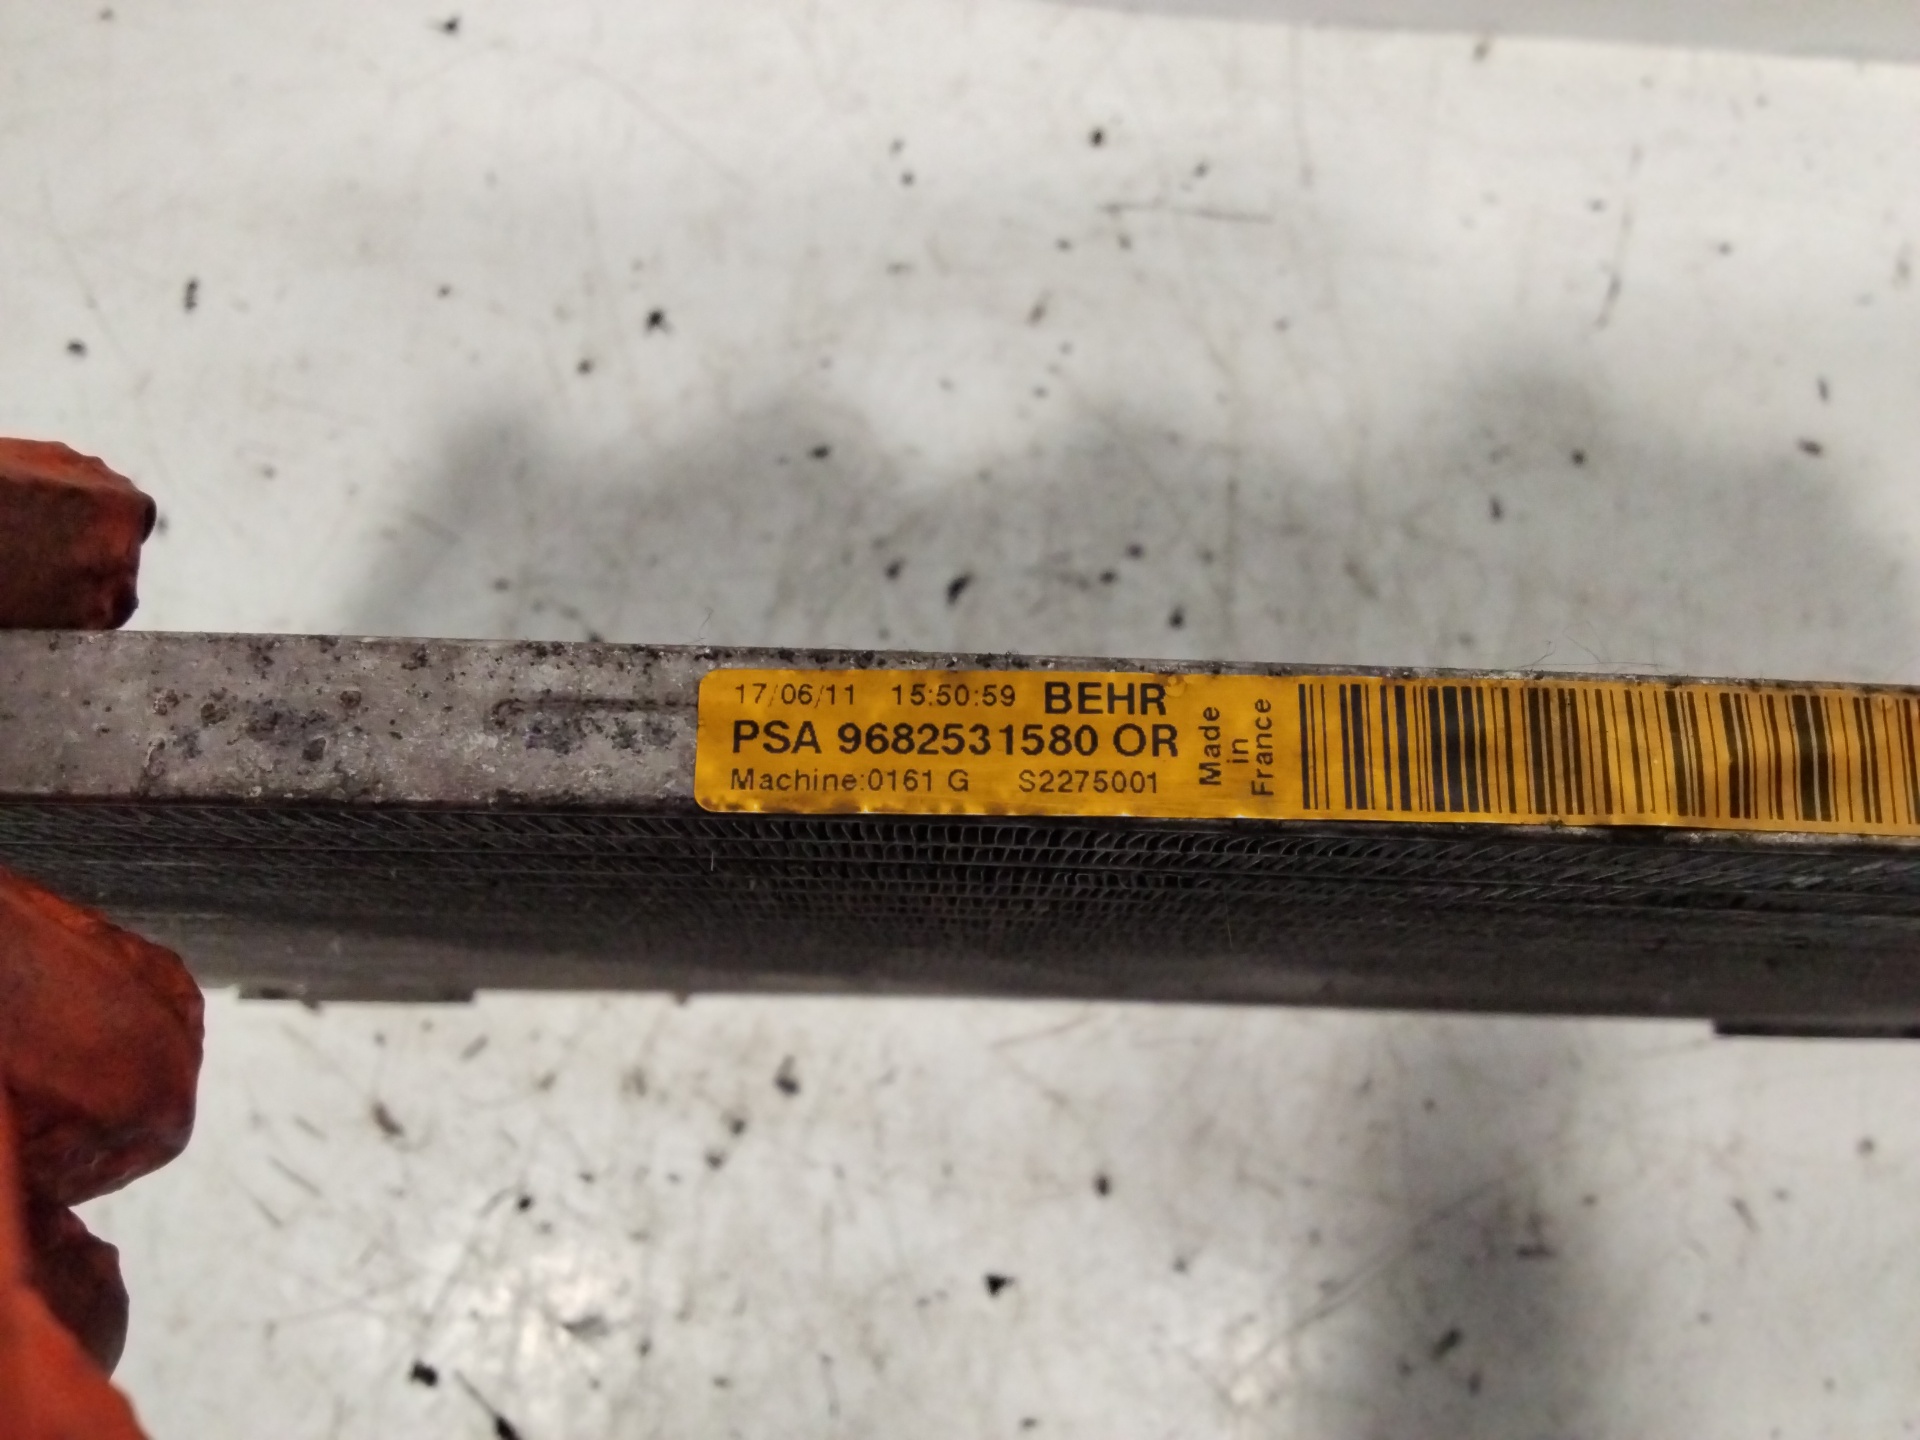 17/06/11 15:50:59 BEHR
PSA 9682531580 OR
Machine:0161 G S2275001
Made
in
France